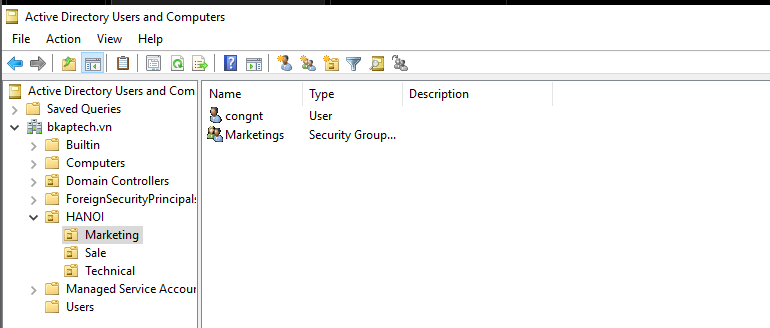 Active Directory Users and Computers
File Action View Help
Active Directory Users and Com
Saved Queries
bkaptech.vn
Builtin
Computers
Domain Controllers
ForeignSecurityPrincipals
HANOI
Marketing
Sale
Technical
Managed Service Accour
Users
Name Type Description
congnt User
Marketings Security Group...